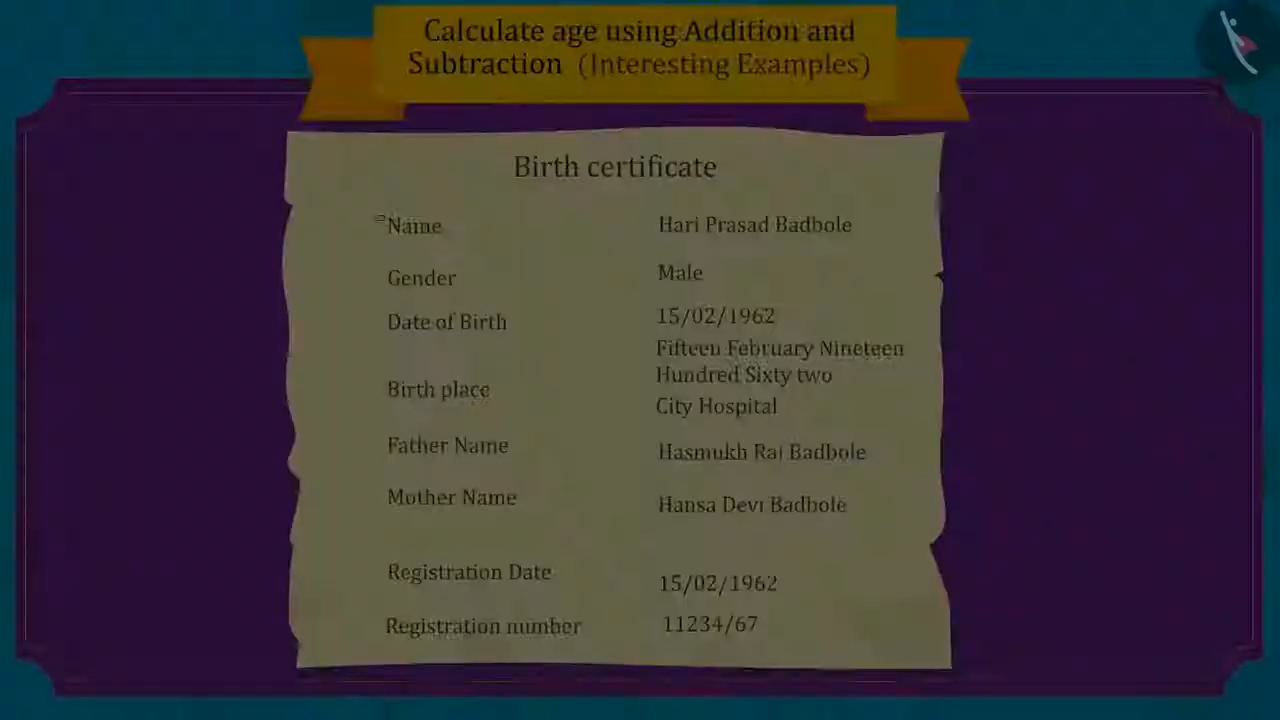 Calculate age using Addition and
Subtraction (Interesting Examples)
Birth certificate
Name Hari Prasad Badbole
Gender Male
Date of Birth 15/02/1962
Fifteen February Nineteen
Hundred Sixty two
Birth place City Hospital
Father Name Hasmukh Rai Badbole
Mother Name Hansa Devi Badbole
Registration Date 15/02/1962
Registration number 11234/67